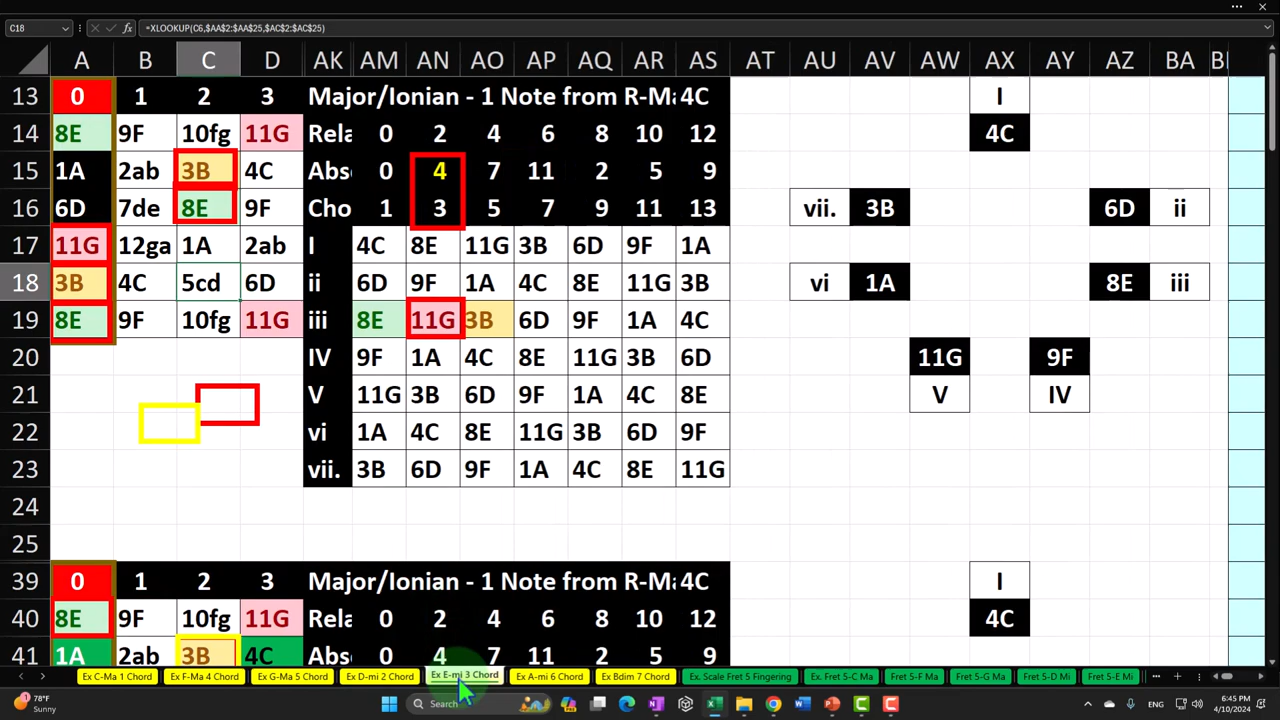 C18 fx =XLOOKUP(C6,$AA$2:$AA$25,$AC$2:$AC$25)
A B C D AK AM AN AO AP AQ AR AS AT AU AV AW AX AY AZ BA
13 0 1 2 3 Major/Ionian - 1 Note from R-Ma 4C I
14 8E 9F 10fg 11G Rela 0 2 4 6 8 10 12 4C
15 1A 2ab 3B 4C Abs 0 4 7 11 2 5 9
16 6D 7de 8E 9F Cho 1 3 5 7 9 11 13 vii. 3B 6D ii
17 11G 12ga 1A 2ab I 4C 8E 11G 3B 6D 9F 1A
18 3B 4C 5cd 6D ii 6D 9F 1A 4C 8E 11G 3B vi 1A 8E iii
19 8E 9F 10fg 11G iii 8E 11G 3B 6D 9F 1A 4C
20 IV 9F 1A 4C 8E 11G 3B 6D 11G 9F
21 V 11G 3B 6D 9F 1A 4C 8E V IV
22 vi 1A 4C 8E 11G 3B 6D 9F
23 vii. 3B 6D 9F 1A 4C 8E 11G
24
25
39 0 1 2 3 Major/Ionian - 1 Note from R-Ma 4C I
40 8E 9F 10fg 11G Rela 0 2 4 6 8 10 12 4C
41 1A 2ab 3B 4C Abs 0 4 7 11 2 5 9
Ex C-Ma 1 Chord Ex F-Ma 4 Chord Ex G-Ma 5 Chord Ex D-mi 2 Chord Ex E-mi 3 Chord Ex A-mi 6 Chord Ex Bdim 7 Chord Ex. Scale Fret 5 Fingering Ex. Fret 5-C Ma Fret 5-F Ma Fret 5-G Ma Fret 5-D Mi Fret 5-E Mi
78°F
Sunny
Search
6:45 PM
4/10/2024